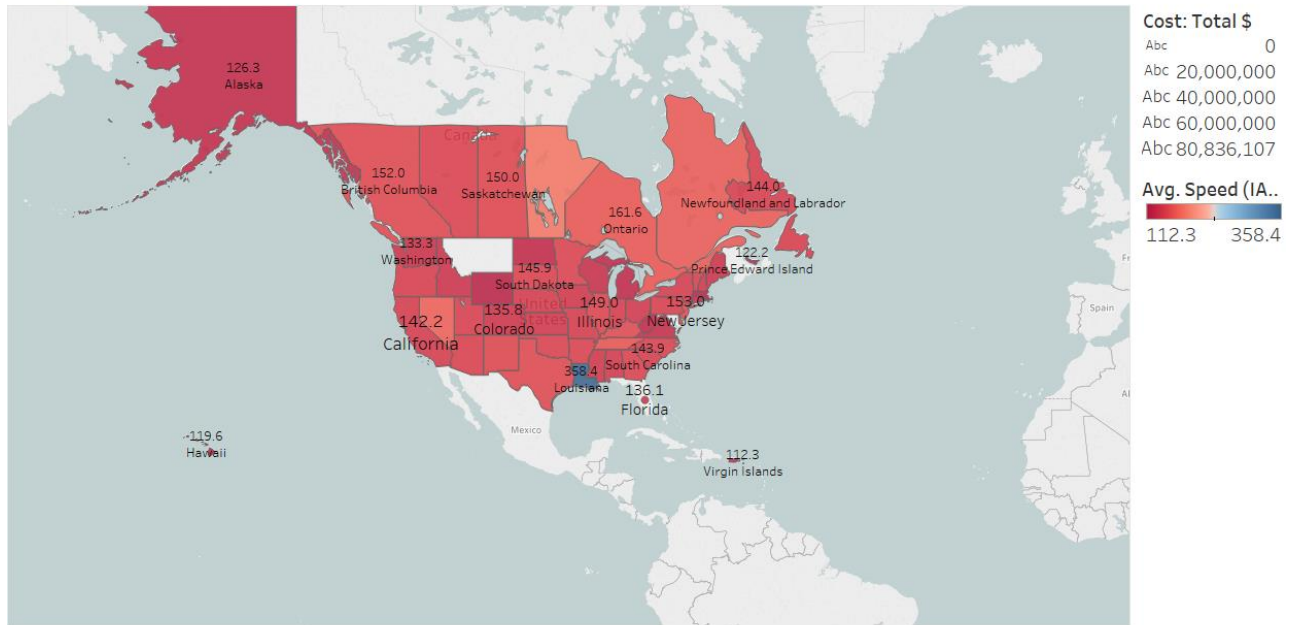 126.3
Alaska
Canada
152.0
British Columbia
150.0
Saskatchewan
161.6
Ontario
144.0
Newfoundland and Labrador
122.2
Prince Edward Island
133.3
Washington
145.9
South Dakota
United
States
142.2
California
135.8
Colorado
149.0
Illinois
153.0
New Jersey
143.9
South Carolina
358.4
Louisiana
136.1
Florida
Mexico
119.6
Hawaii
112.3
Virgin Islands
Spain
Cost: Total $
Abc 0
Abc 20,000,000
Abc 40,000,000
Abc 60,000,000
Abc 80,836,107
Avg. Speed (IA..
112.3 358.4